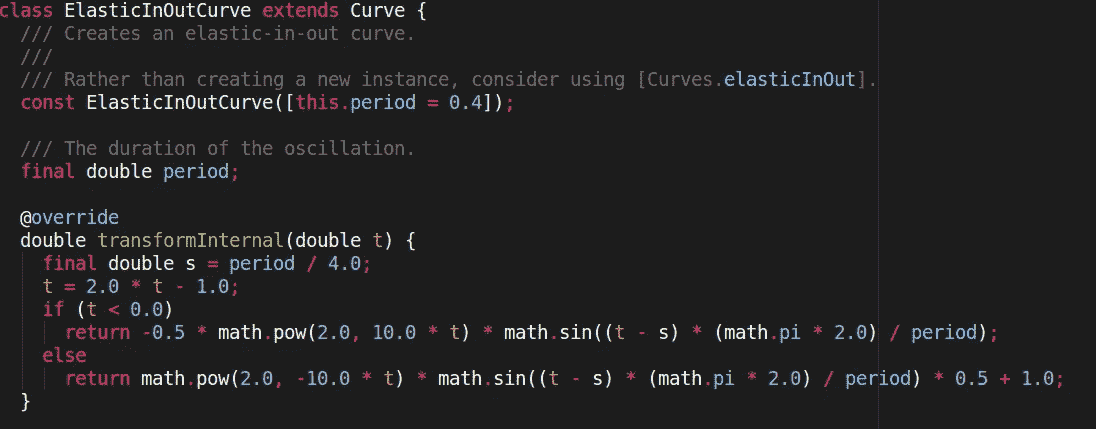 class ElasticInOutCurve extends Curve {
  /// Creates an elastic-in-out curve.
  ///
  /// Rather than creating a new instance, consider using [Curves.elasticInOut].
  const ElasticInOutCurve([this.period = 0.4]);

  /// The duration of the oscillation.
  final double period;

  @override
  double transformInternal(double t) {
    final double s = period / 4.0;
    t = 2.0 * t - 1.0;
    if (t < 0.0)
      return -0.5 * math.pow(2.0, 10.0 * t) * math.sin((t - s) * (math.pi * 2.0) / period);
    else
      return math.pow(2.0, -10.0 * t) * math.sin((t - s) * (math.pi * 2.0) / period) * 0.5 + 1.0;
  }